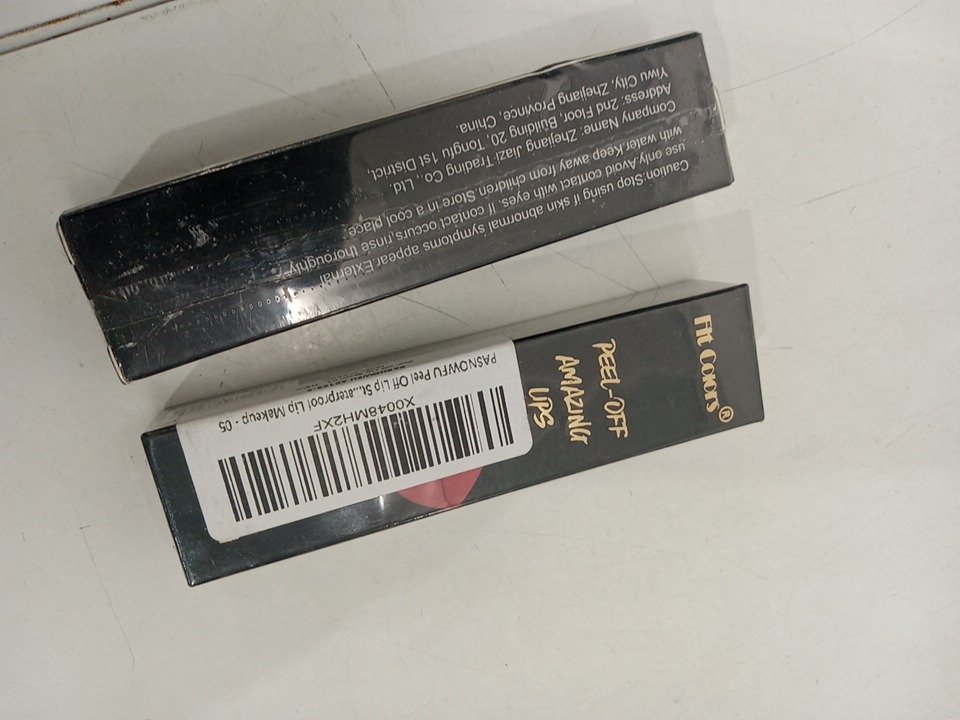 Caution:Stop using if skin abnormal symptoms appear.External
use only.Avoid contact with eyes. If contact occurs,rinse thoroughly
with water.Keep away from children.Store in a cool place.
Company Name: Zhejiang Jiazi Trading Co., Ltd.
Address: 2nd Floor, Building 20, Tongfu 1st District,
Yiwu City, Zhejiang Province, China.
Fit Colors®
PEEL-OFF
AMAZING
LIPS
X0048MH2XF
PASNOWFU Peel Off Lip St...aterproof Lip Makeup - 05